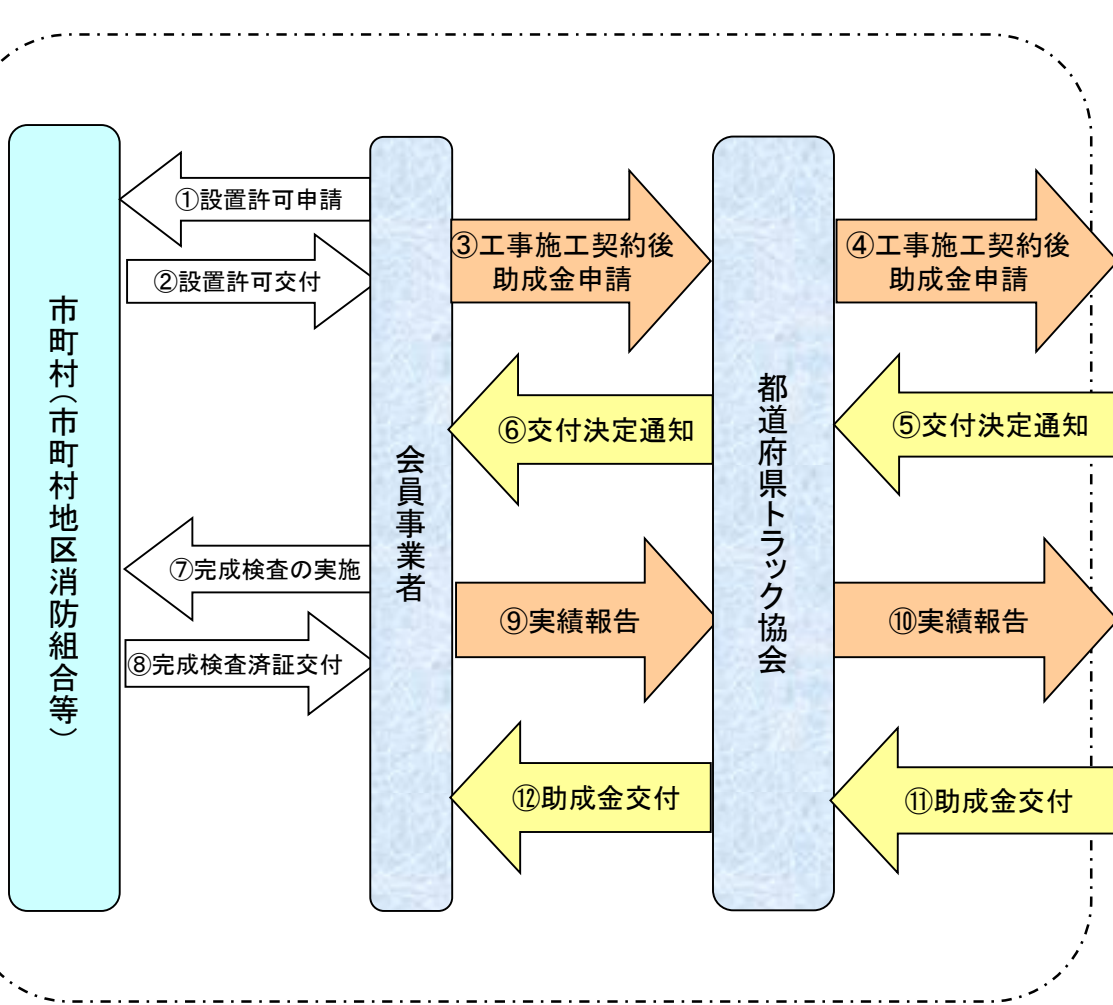 市町村（市町村地区消防組合等）
①設置許可申請
②設置許可交付
⑦完成検査の実施
⑧完成検査済証交付
会員事業者
③工事施工契約後
助成金申請
⑥交付決定通知
⑨実績報告
⑫助成金交付
都道府県トラック協会
④工事施工契約後
助成金申請
⑤交付決定通知
⑩実績報告
⑪助成金交付